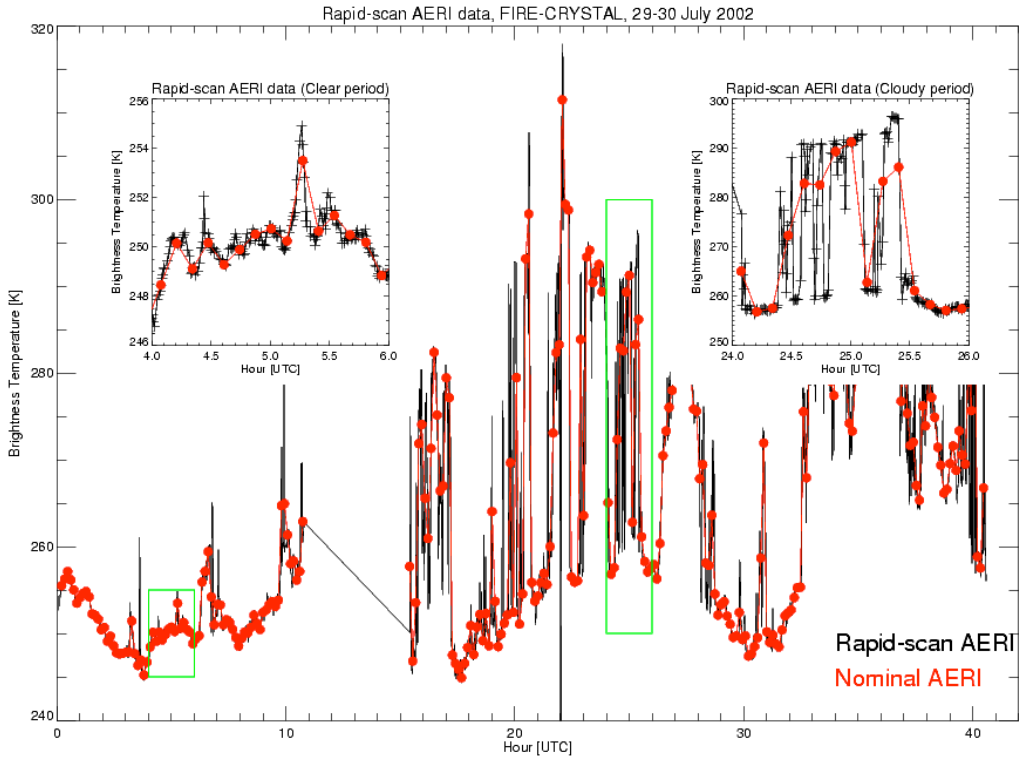 Rapid-scan AERI data, FIRE-CRYSTAL, 29-30 July 2002
320
300
280
260
240
Brightness Temperature [K]
0
10
20
30
40
Hour [UTC]
Rapid-scan AERI data (Clear period)
256
254
252
250
248
246
Brightness Temperature [K]
4.0
4.5
5.0
5.5
6.0
Hour [UTC]
Rapid-scan AERI data (Cloudy period)
300
290
280
270
260
250
Brightness Temperature [K]
24.0
24.5
25.0
25.5
26.0
Hour [UTC]
Rapid-scan AERI
Nominal AERI